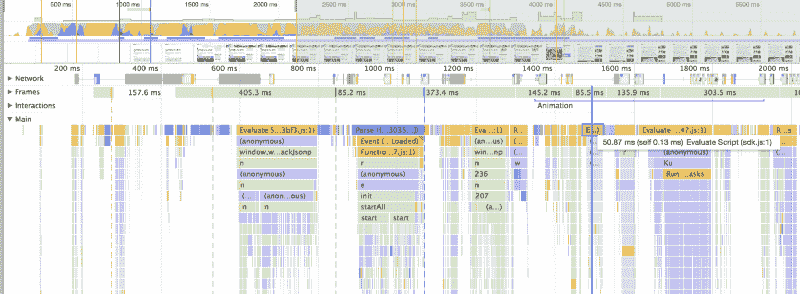 500 ms 1000 ms 1500 ms 2000 ms 2500 ms 3000 ms 3500 ms 4000 ms 4500 ms 5000 ms 5500 ms
200 ms 400 ms 600 ms 800 ms 1000 ms 1200 ms 1400 ms 1600 ms 1800 ms 2000 ms
Network
Frames 157.6 ms 405.3 ms 85.2 ms 373.4 ms 145.2 ms 85.5 ms 135.9 ms 303.5 ms
Interactions Animation
Main
Evaluate S...3bf3.js:1) Eva...:1) R... E...) Evaluate ...47.js:1) R...s
(anonymous) Event (...Loaded) (an...us) (...
50.87 ms (self 0.13 ms) Evaluate Script (sdk.js:1)
window.w...ackJsonp Functio...7.js:1) win...np (... (anonymous)
n r n w Ku
(anonymous) (anonymous) 236 Run ...asks
n n
(... (anon...ous) init 207
n n startAll (a...)
start start